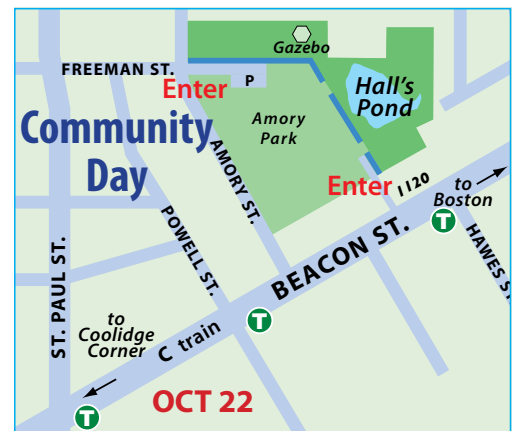 Gazebo
FREEMAN ST.
P
Enter
Hall's
Pond
Amory
Park
Community
Day
AMORY ST.
Enter
1120
to
Boston
T
POWELL ST.
BEACON ST.
HAWES ST.
ST. PAUL ST.
to
Coolidge
Corner
C train
T
OCT 22
T